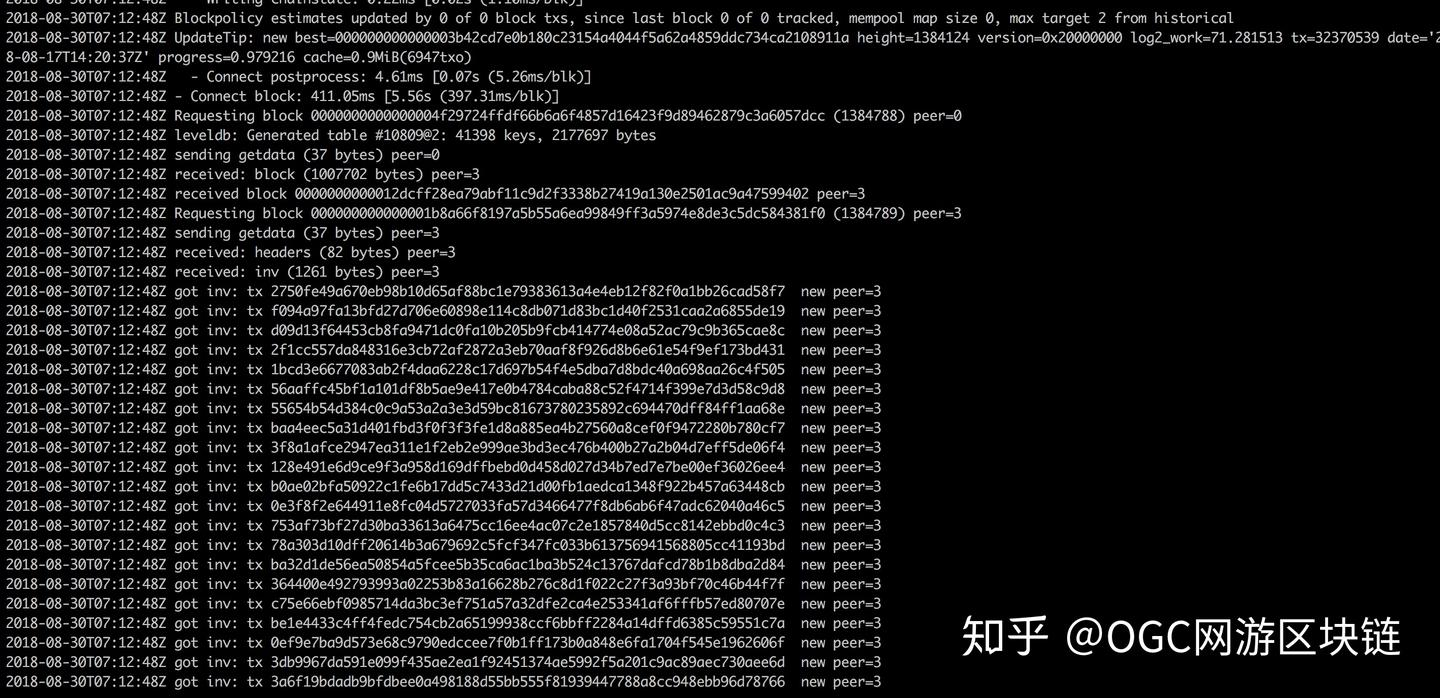 Writing chainstate: 0.22ms [0.02s (1.10ms/blk)]
2018-08-30T07:12:48Z Blockpolicy estimates updated by 0 of 0 block txs, since last block 0 of 0 tracked, mempool map size 0, max target 2 from historical
2018-08-30T07:12:48Z UpdateTip: new best=000000000000003b42cd7e0b180c23154a4044f5a62a4859ddc734ca2108911a height=1384124 version=0x20000000 log2_work=71.281513 tx=32370539 date='2
8-08-17T14:20:37Z' progress=0.979216 cache=0.9MiB(6947txo)
2018-08-30T07:12:48Z   - Connect postprocess: 4.61ms [0.07s (5.26ms/blk)]
2018-08-30T07:12:48Z - Connect block: 411.05ms [5.56s (397.31ms/blk)]
2018-08-30T07:12:48Z Requesting block 0000000000000004f29724ffdf66b6a6f4857d16423f9d89462879c3a6057dcc (1384788) peer=0
2018-08-30T07:12:48Z leveldb: Generated table #10809@2: 41398 keys, 2177697 bytes
2018-08-30T07:12:48Z sending getdata (37 bytes) peer=0
2018-08-30T07:12:48Z received: block (1007702 bytes) peer=3
2018-08-30T07:12:48Z received block 0000000000012dcff28ea79abf11c9d2f3338b27419a130e2501ac9a47599402 peer=3
2018-08-30T07:12:48Z Requesting block 000000000000001b8a66f8197a5b55a6ea99849ff3a5974e8de3c5dc584381f0 (1384789) peer=3
2018-08-30T07:12:48Z sending getdata (37 bytes) peer=3
2018-08-30T07:12:48Z received: headers (82 bytes) peer=3
2018-08-30T07:12:48Z received: inv (1261 bytes) peer=3
2018-08-30T07:12:48Z got inv: tx 2750fe49a670eb98b10d65af88bc1e79383613a4e4eb12f82f0a1bb26cad58f7  new peer=3
2018-08-30T07:12:48Z got inv: tx f094a97fa13bfd27d706e60898e114c8db071d83bc1d40f2531caa2a6855de19  new peer=3
2018-08-30T07:12:48Z got inv: tx d09d13f64453cb8fa9471dc0fa10b205b9fcb414774e08a52ac79c9b365cae8c  new peer=3
2018-08-30T07:12:48Z got inv: tx 2f1cc557da848316e3cb72af2872a3eb70aaf8f926d8b6e61e54f9ef173bd431  new peer=3
2018-08-30T07:12:48Z got inv: tx 1bcd3e6677083ab2f4daa6228c17d697b54f4e5dba7d8bdc40a698aa26c4f505  new peer=3
2018-08-30T07:12:48Z got inv: tx 56aaffc45bf1a101df8b5ae9e417e0b4784caba88c52f4714f399e7d3d58c9d8  new peer=3
2018-08-30T07:12:48Z got inv: tx 55654b54d384c0c9a53a2a3e3d59bc81673780235892c694470dff84ff1aa68e  new peer=3
2018-08-30T07:12:48Z got inv: tx baa4eec5a31d401fbd3f0f3f3fe1d8a885ea4b27560a8cef0f9472280b780cf7  new peer=3
2018-08-30T07:12:48Z got inv: tx 3f8a1afce2947ea311e1f2eb2e999ae3bd3ec476b400b27a2b04d7eff5de06f4  new peer=3
2018-08-30T07:12:48Z got inv: tx 128e491e6d9ce9f3a958d169dffbebd0d458d027d34b7ed7e7be00ef36026ee4  new peer=3
2018-08-30T07:12:48Z got inv: tx b0ae02bfa50922c1fe6b17dd5c7433d21d00fb1aedca1348f922b457a63448cb  new peer=3
2018-08-30T07:12:48Z got inv: tx 0e3f8f2e644911e8fc04d5727033fa57d3466477f8db6ab6f47adc62040a46c5  new peer=3
2018-08-30T07:12:48Z got inv: tx 753af73bf27d30ba33613a6475cc16ee4ac07c2e1857840d5cc8142ebbd0c4c3  new peer=3
2018-08-30T07:12:48Z got inv: tx 78a303d10dff20614b3a679692c5fcf347fc033b613756941568805cc41193bd  new peer=3
2018-08-30T07:12:48Z got inv: tx ba32d1de56ea50854a5fcee5b35ca6ac1ba3b524c13767dafcd78b1b8dba2d84  new peer=3
2018-08-30T07:12:48Z got inv: tx 364400e492793993a02253b83a16628b276c8d1f022c27f3a93bf70c46b44f7f  new peer=3
2018-08-30T07:12:48Z got inv: tx c75e66ebf0985714da3bc3ef751a57a32dfe2ca4e253341af6fffb57ed80707e  new peer=3
2018-08-30T07:12:48Z got inv: tx be1e4433c4ff4fedc754cb2a65199938ccf6bbff2284a14dffd6385c59551c7a  new peer=3
2018-08-30T07:12:48Z got inv: tx 0ef9e7ba9d573e68c9790edccee7f0b1ff173b0a848e6fa1704f545e1962606f  new peer=3
2018-08-30T07:12:48Z got inv: tx 3db9967da591e099f435ae2ea1f92451374ae5992f5a201c9ac89aec730aee6d  new peer=3
2018-08-30T07:12:48Z got inv: tx 3a6f19bdadb9bfdbee0a498188d55bb555f81939447788a8cc948ebb96d78766  new peer=3
知乎 @OGC网游区块链